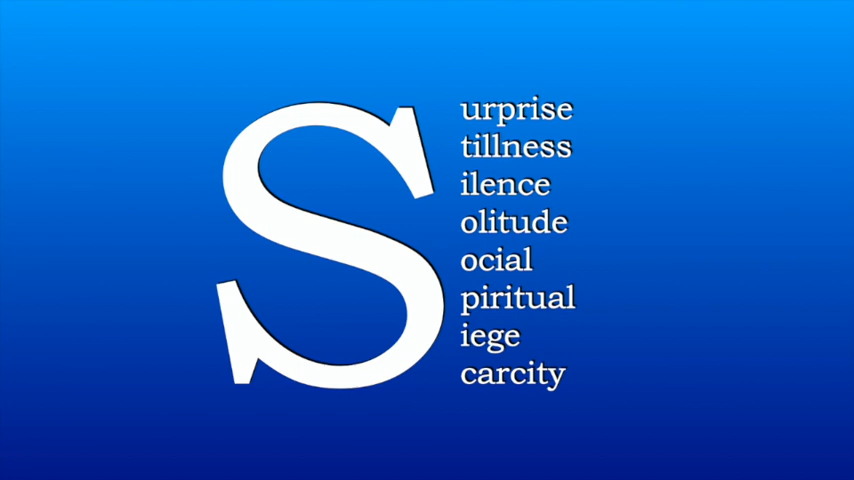 S
urprise
tillness
ilence
olitude
ocial
piritual
iege
carcity